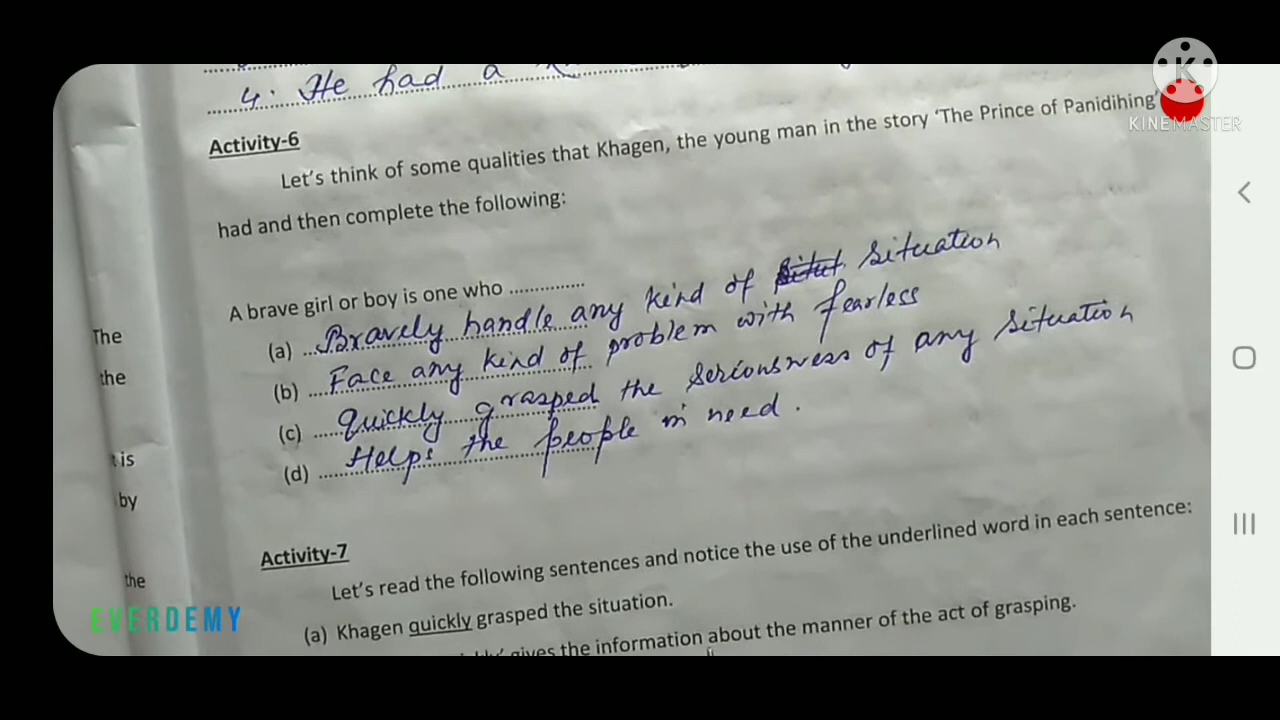 4. He had a
Activity-6
Let's think of some qualities that Khagen, the young man in the story 'The Prince of Panidihing'
had and then complete the following:
A brave girl or boy is one who ...............
(a) Bravely handle any kind of situt situation
(b) Face any kind of problem with fearless
(c) quickly grasped the seriousness of any situation
(d) Helps the people in need.
Activity-7
Let's read the following sentences and notice the use of the underlined word in each sentence:
(a) Khagen quickly grasped the situation.
gives the information about the manner of the act of grasping.
The
the
is
by
the
EVERDEMY
K
KINEMASTER